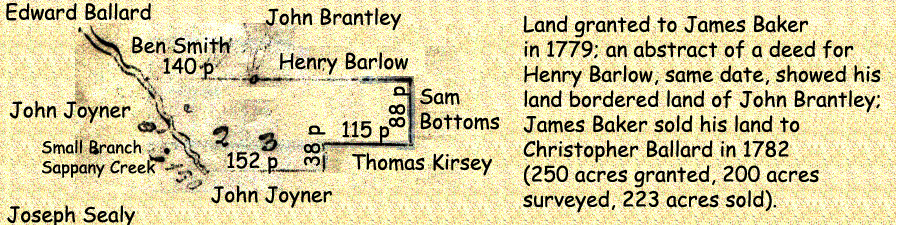 Edward Ballard
John Brantley
Ben Smith
140 p
Henry Barlow
John Joyner
88 p
Sam
Bottoms
2 3
115 p
38 p
Small Branch
Sappany Creek
152 p
Thomas Kirsey
John Joyner
Joseph Sealy
Land granted to James Baker
in 1779; an abstract of a deed for
Henry Barlow, same date, showed his
land bordered land of John Brantley;
James Baker sold his land to
Christopher Ballard in 1782
(250 acres granted, 200 acres
surveyed, 223 acres sold).